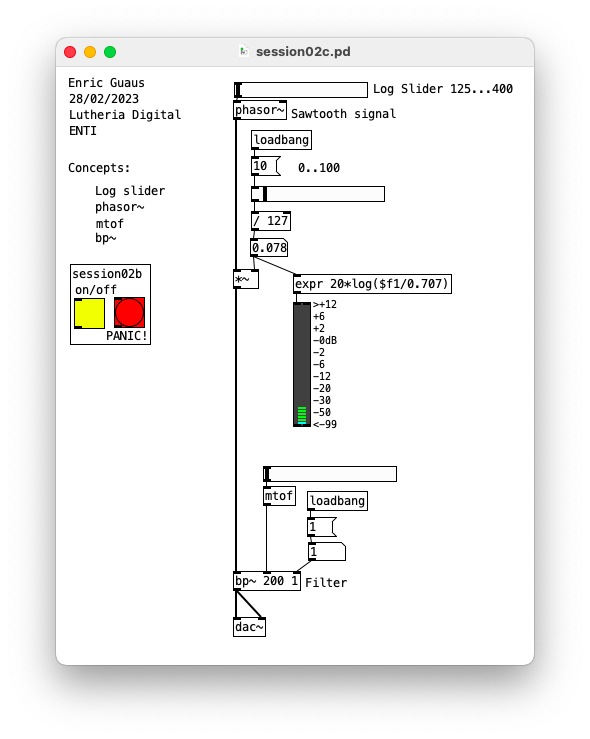 session02c.pd
Enric Guaus
28/02/2023
Lutheria Digital
ENTI
Concepts:
Log slider
phasor~
mtof
bp~
session02b
on/off
PANIC!
Log Slider 125...400
phasor~
Sawtooth signal
loadbang
10
0..100
/ 127
0.078
*~
expr 20*log($f1/0.707)
>+12
+6
+2
-0dB
-2
-6
-12
-20
-30
-50
<-99
mtof
loadbang
1
1
bp~ 200 1
Filter
dac~